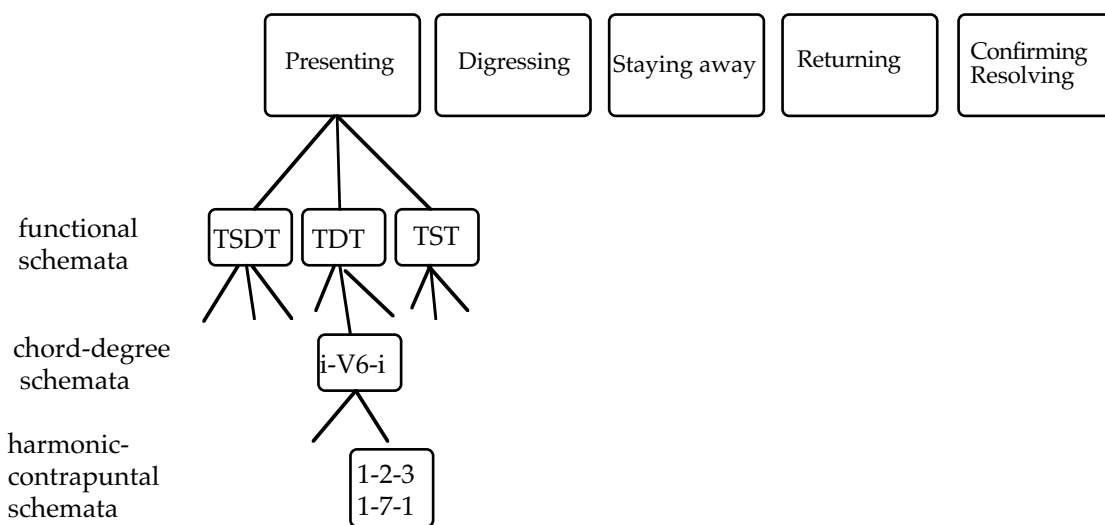 Presenting
Digressing
Staying away
Returning
Confirming
Resolving
functional
schemata
TSDT
TDT
TST
chord-degree
schemata
i-V6-i
harmonic-
contrapuntal
schemata
1-2-3
1-7-1